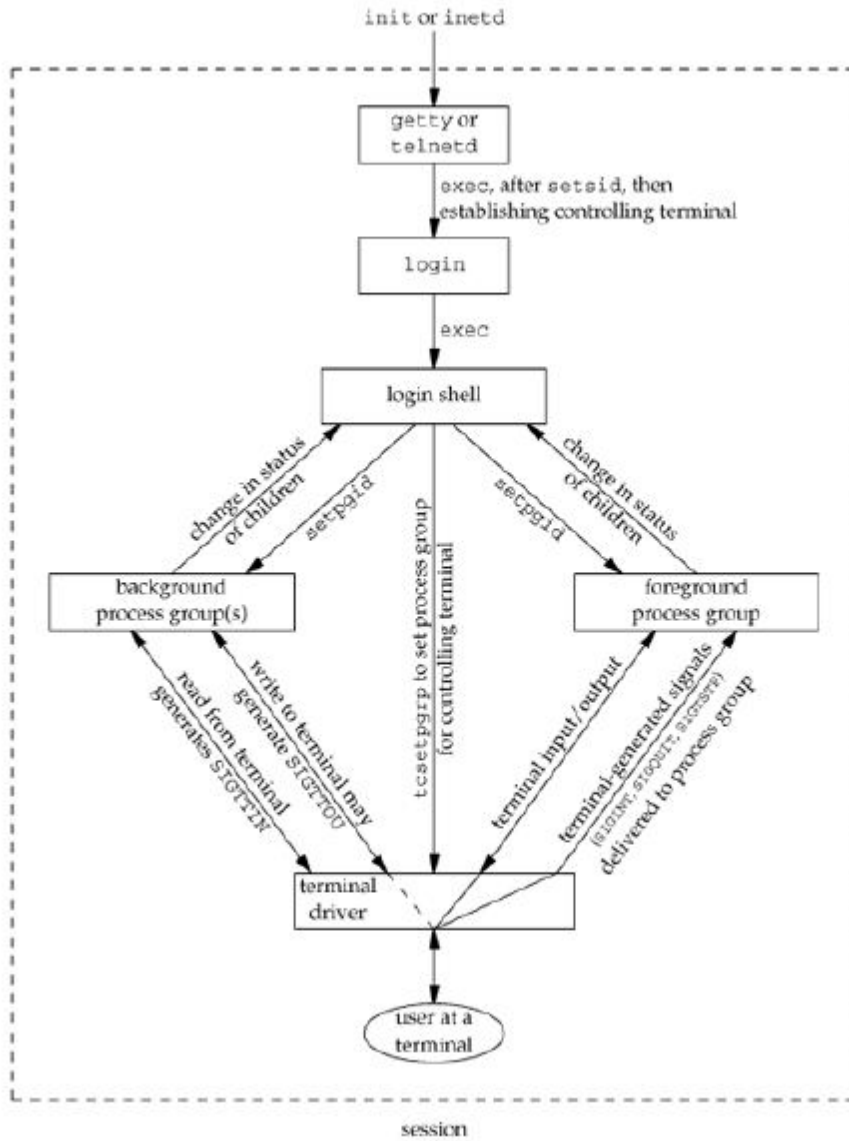 init or inetd
getty or
telnetd
exec, after setsid, then
establishing controlling terminal
login
exec
login shell
change in status
of children
setpgid
setpgid
change in status
of children
background
process group(s)
tcsetpgrp to set process group
for controlling terminal
foreground
process group
read from terminal
generates SIGTTIN
write to terminal may
generate SIGTTOU
terminal input/output
terminal-generated signals
(SIGINT, SIGQUIT, SIGTSTP)
delivered to process group
terminal
driver
user at a
terminal
session